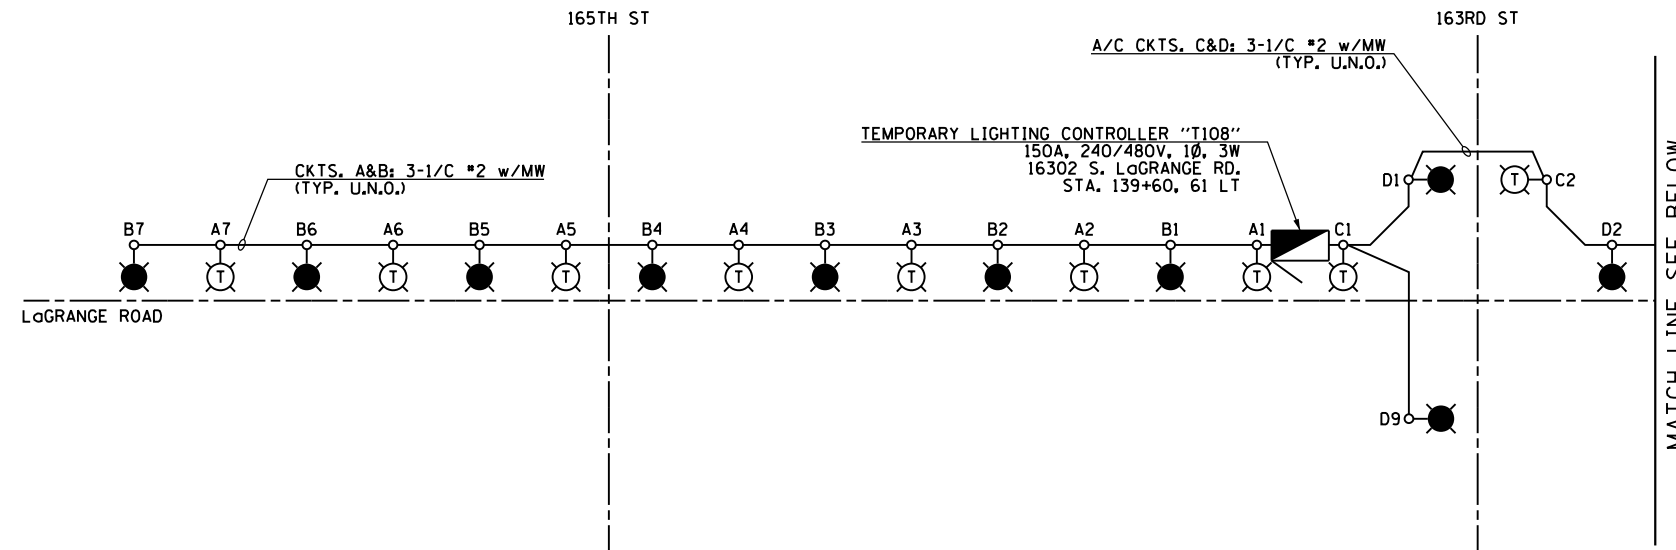 165TH ST
163RD ST
A/C CKTS. C&D: 3-1/C #2 w/MW
(TYP. U.N.O.)
TEMPORARY LIGHTING CONTROLLER "T108"
150A, 240/480V, 1Ø, 3W
16302 S. LaGRANGE RD.
STA. 139+60, 61 LT
CKTS. A&B: 3-1/C #2 w/MW
(TYP. U.N.O.)
D1
T
C2
B7
A7
B6
A6
B5
A5
B4
A4
B3
A3
B2
A2
B1
A1
C1
D2
T
T
T
T
T
T
T
T
LaGRANGE ROAD
D9
MATCH LINE SEE BELOW